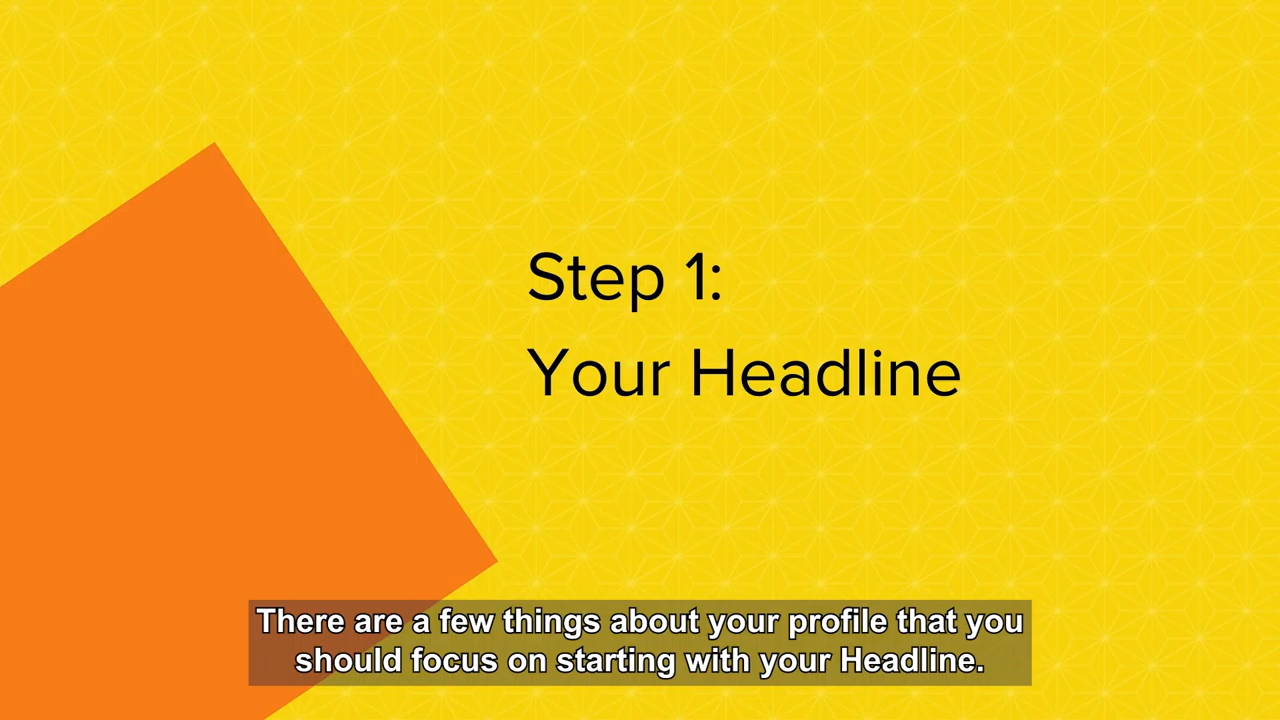 Step 1:
Your Headline
There are a few things about your profile that you
should focus on starting with your Headline.